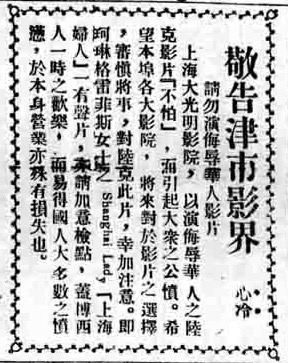 敬告津市影界
心冷
請勿演侮辱華人影片
上海大光明影院，以演侮辱華人之陸
克影片『不怕』，而引起大衆之公憤。希
望本埠各大影院，將來對於影片之選擇
，審愼將事，對陸克此片，幸加注意。即
珂琳格雷菲斯女士之 Shanghai Lady『上海
婦人』一有聲片，亦請加意檢點，蓋博西
人一時之歡樂，而易得國人大多數之憤
懣，於本身營業亦殊有損失也。